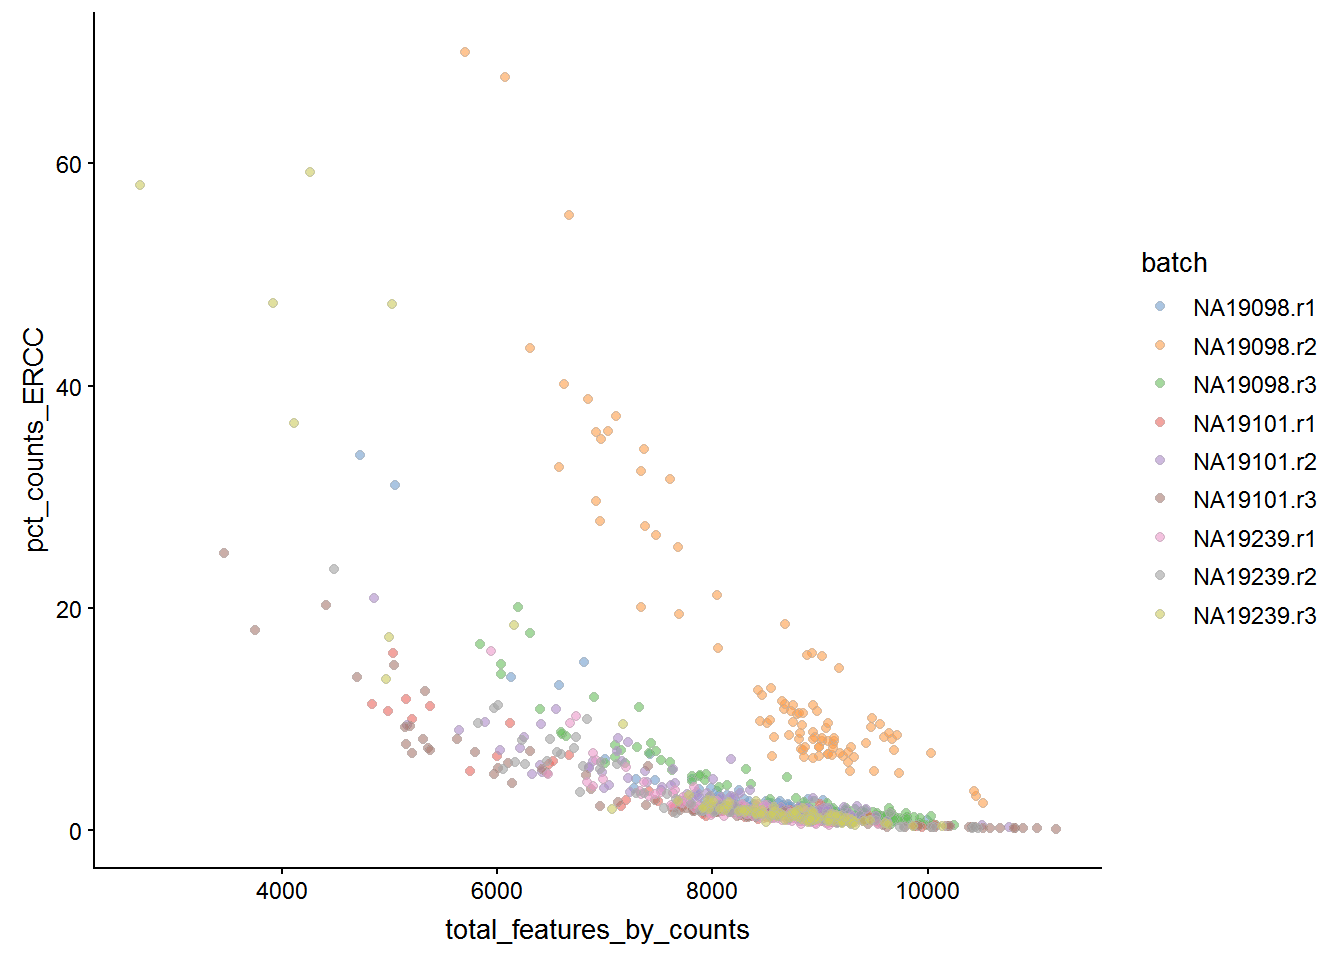 60
40
20
0
pct_counts_ERCC
4000 6000 8000 10000
total_features_by_counts
batch
NA19098.r1
NA19098.r2
NA19098.r3
NA19101.r1
NA19101.r2
NA19101.r3
NA19239.r1
NA19239.r2
NA19239.r3